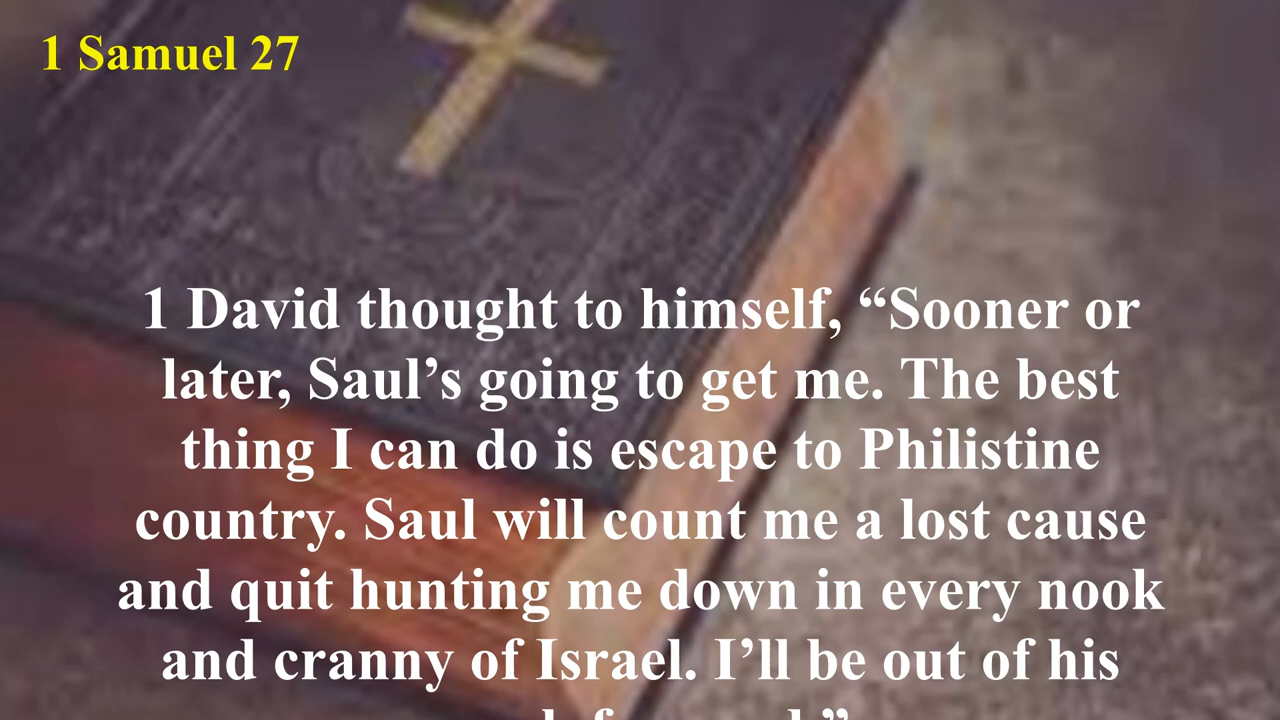 1 Samuel 27
1 David thought to himself, “Sooner or
later, Saul’s going to get me. The best
thing I can do is escape to Philistine
country. Saul will count me a lost cause
and quit hunting me down in every nook
and cranny of Israel. I’ll be out of his